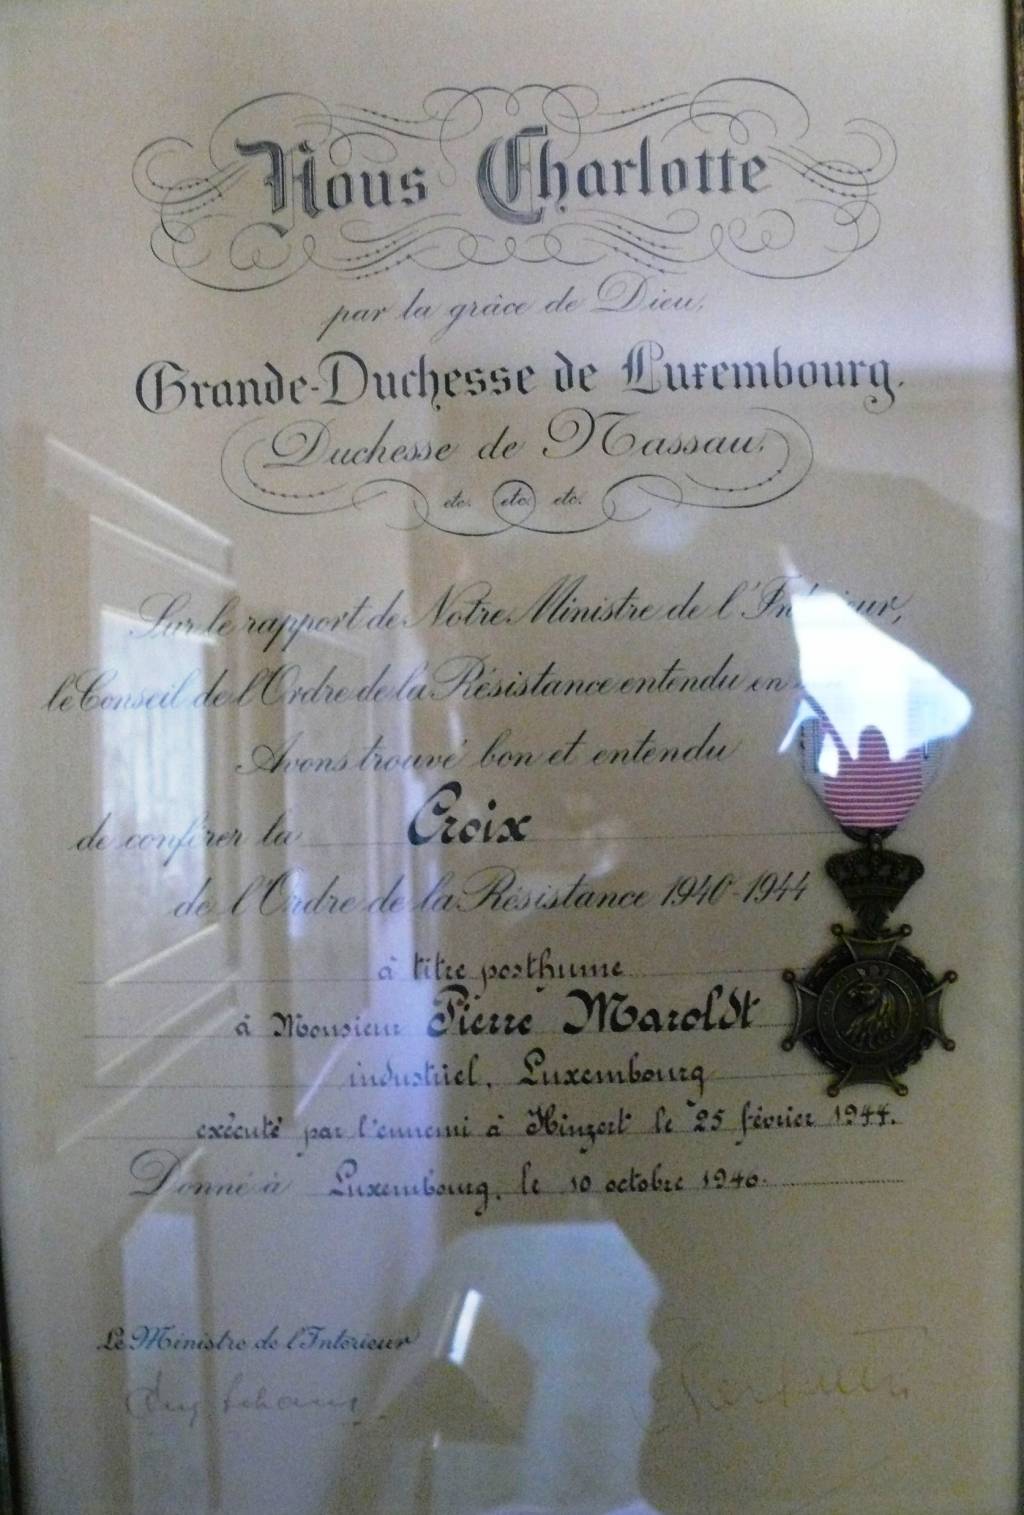 Nous Charlotte
par la grâce de Dieu,
Grande-Duchesse de Luxembourg,
Duchesse de Nassau,
etc. etc. etc.
Sur le rapport de Notre Ministre de l'Intérieur,
le Conseil de l'Ordre de la Résistance entendu en
Avons trouvé bon et entendu
de conférer la Croix
de l'Ordre de la Résistance 1940-1944
à titre posthume
à Monsieur Pierre Maroldt
industriel, Luxembourg
exécuté par l'ennemi à Hinzert le 25 février 1944.
Donné à Luxembourg, le 10 octobre 1946.
Le Ministre de l'Intérieur